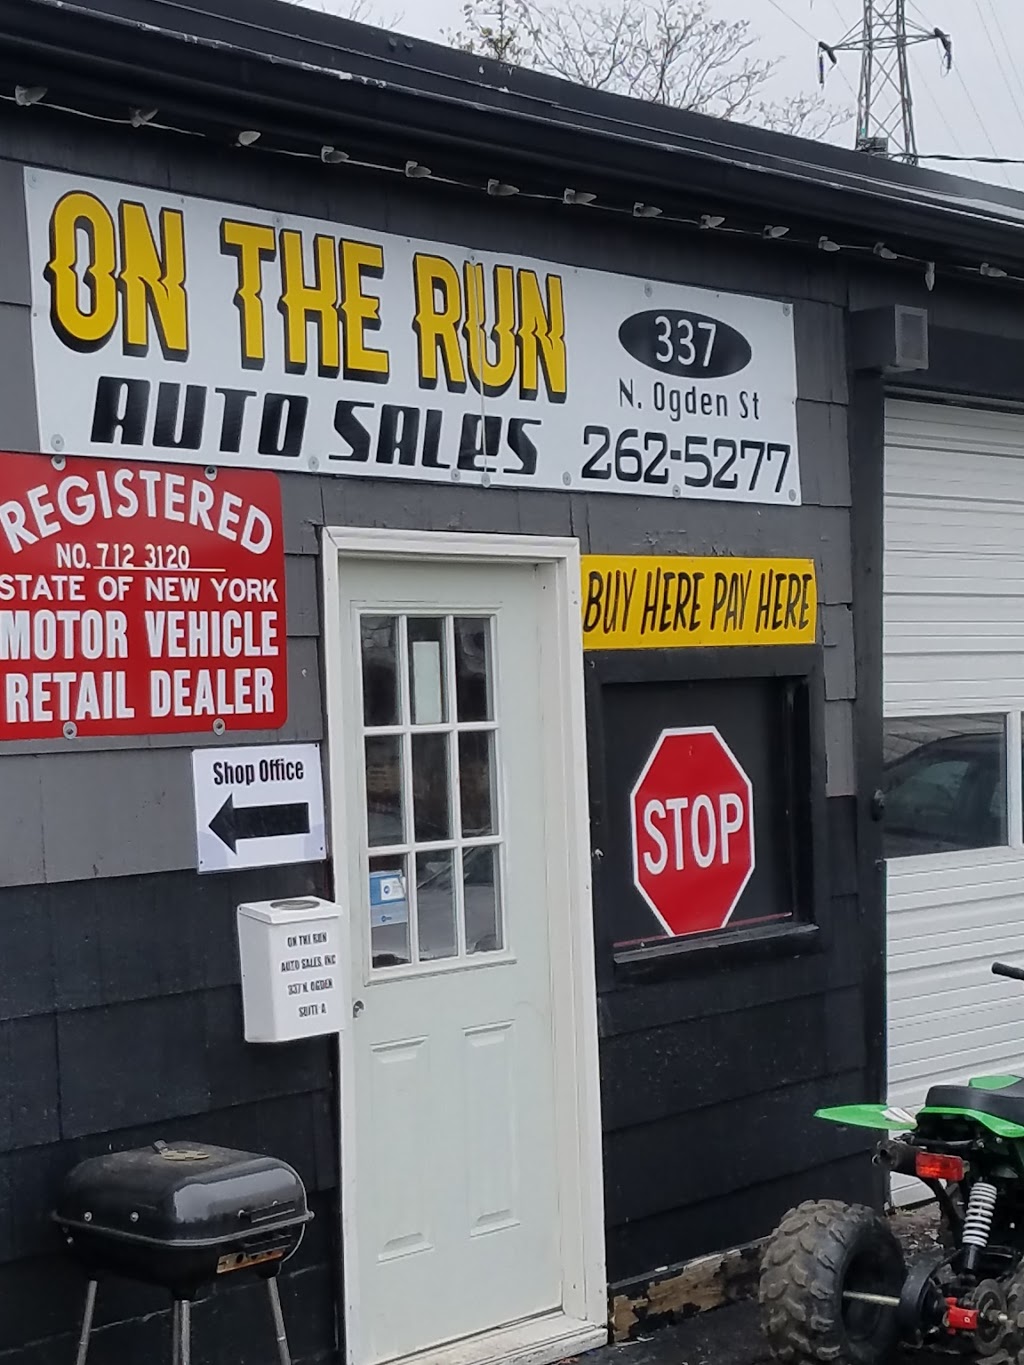 ON THE RUN
AUTO SALES
337
N. Ogden St
262-5277
REGISTERED
NO. 712 3120
STATE OF NEW YORK
MOTOR VEHICLE
RETAIL DEALER
BUY HERE PAY HERE
Shop Office
STOP
ON THE RUN
AUTO SALES, INC
337 N. OGDEN
SUITE A